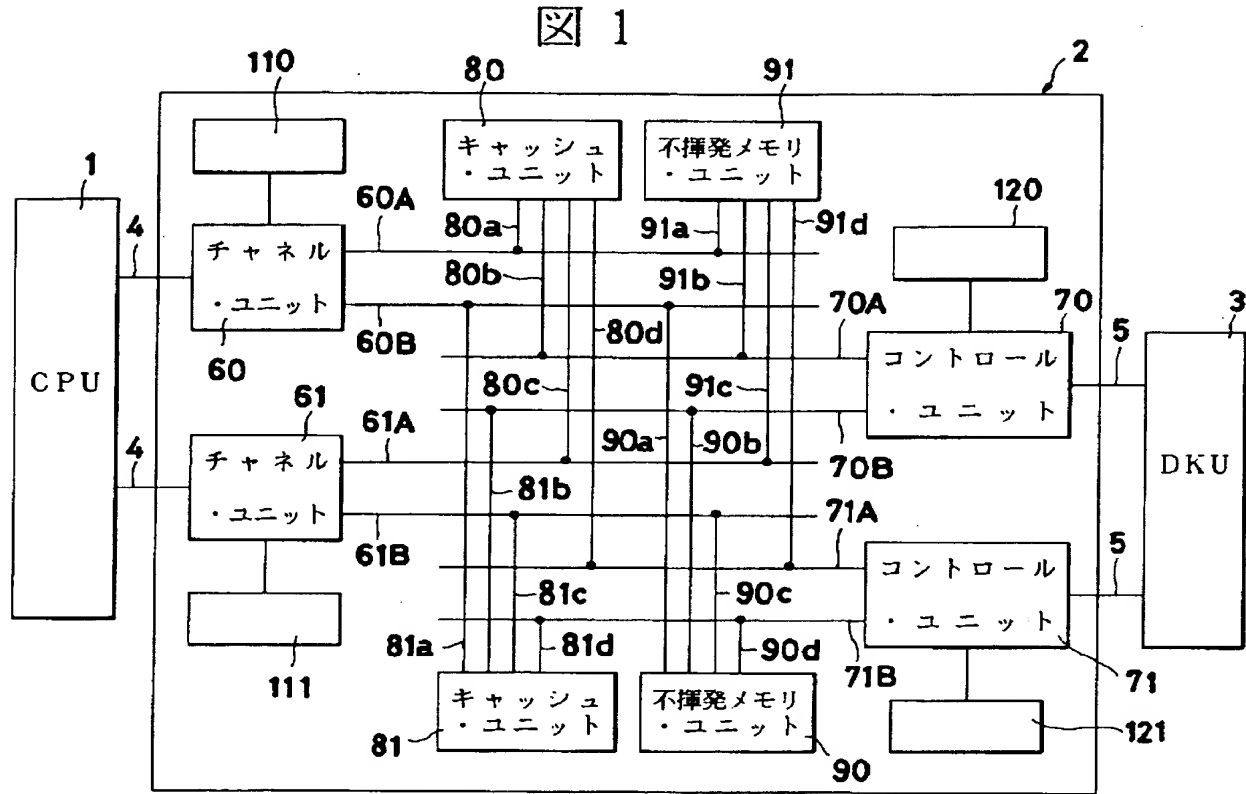 図 1
110
80
91
2
キャッシュ
・ユニット
不揮発メモリ
・ユニット
1
4
60A
80a
91a
91d
120
チャネル
・ユニット
80b
91b
60
60B
80d
70A
70
5
3
CPU
コントロール
・ユニット
80c
91c
61
61A
90a
90b
70B
DKU
4
チャネル
・ユニット
81b
71A
5
61B
コントロール
・ユニット
81c
90c
81a
81d
90d
71B
71
111
キャッシュ
・ユニット
不揮発メモリ
・ユニット
81
90
121